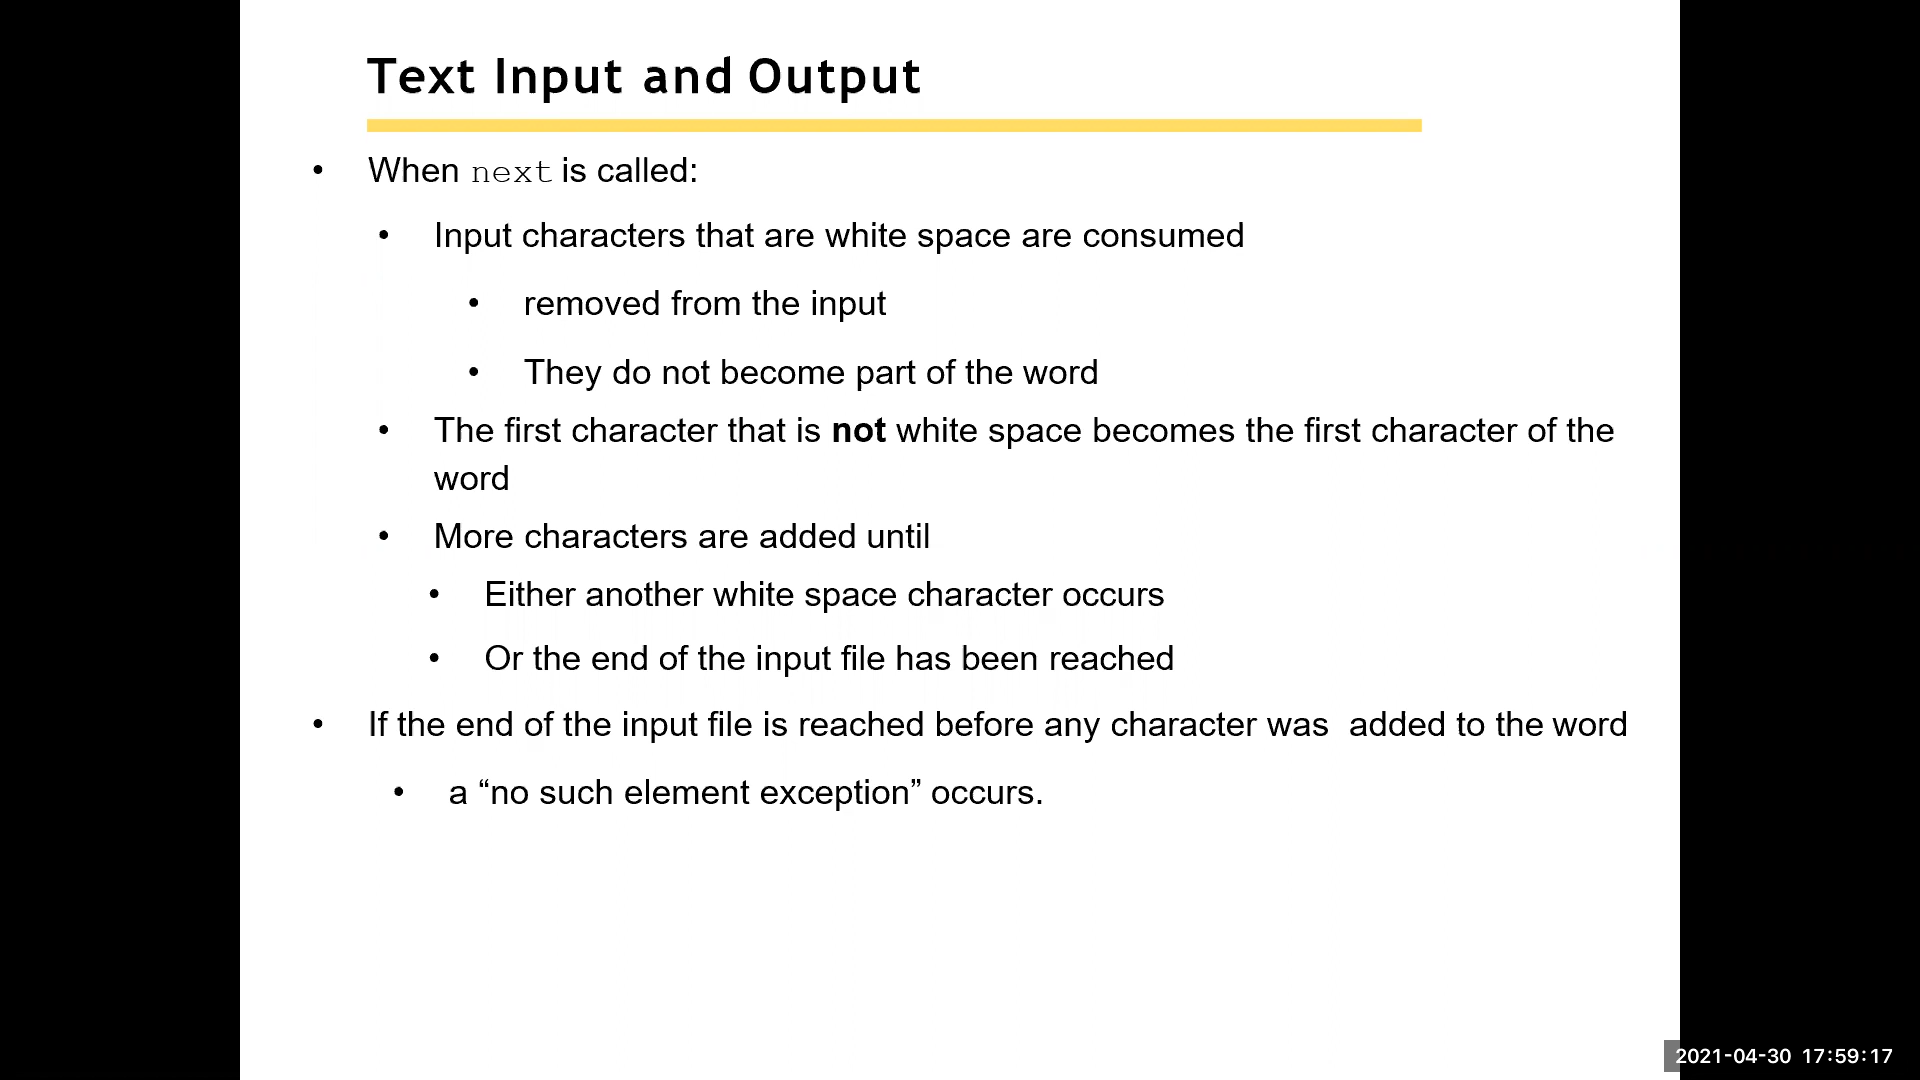 Text Input and Output
• When next is called:
• Input characters that are white space are consumed
• removed from the input
• They do not become part of the word
• The first character that is not white space becomes the first character of the
word
• More characters are added until
• Either another white space character occurs
• Or the end of the input file has been reached
• If the end of the input file is reached before any character was  added to the word
• a “no such element exception” occurs.
2021-04-30 17:59:17